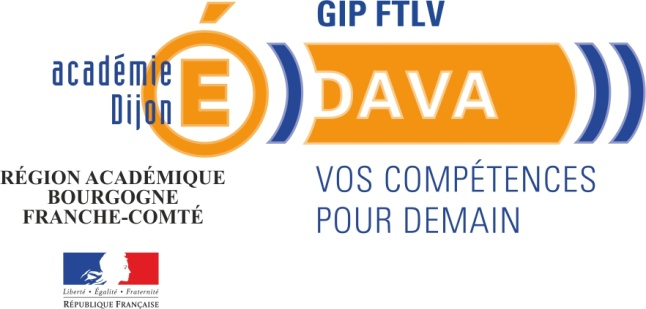 GIP FTLV
académie
Dijon
É
DAVA
VOS COMPÉTENCES
POUR DEMAIN
RÉGION ACADÉMIQUE
BOURGOGNE
FRANCHE-COMTÉ
Liberté • Égalité • Fraternité
RÉPUBLIQUE FRANÇAISE